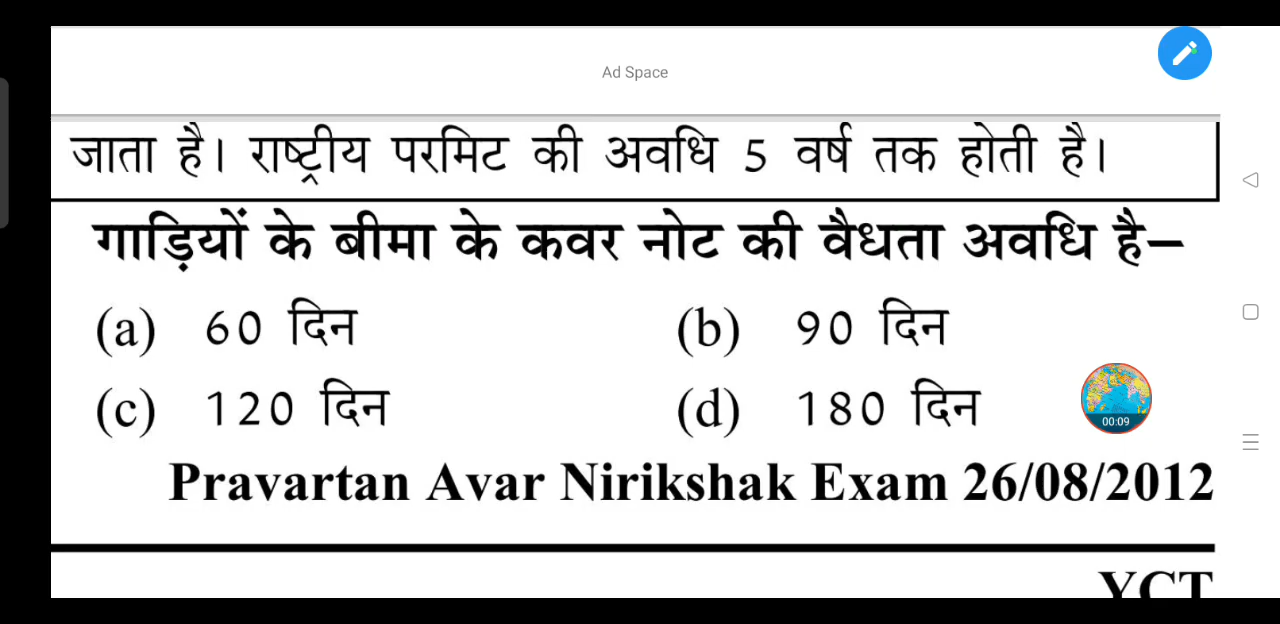 Ad Space
जाता है। राष्ट्रीय परमिट की अवधि 5 वर्ष तक होती है।
गाड़ियों के बीमा के कवर नोट की वैधता अवधि है–
(a) 60 दिन (b) 90 दिन
(c) 120 दिन (d) 180 दिन
00:09
Pravartan Avar Nirikshak Exam 26/08/2012
YCT